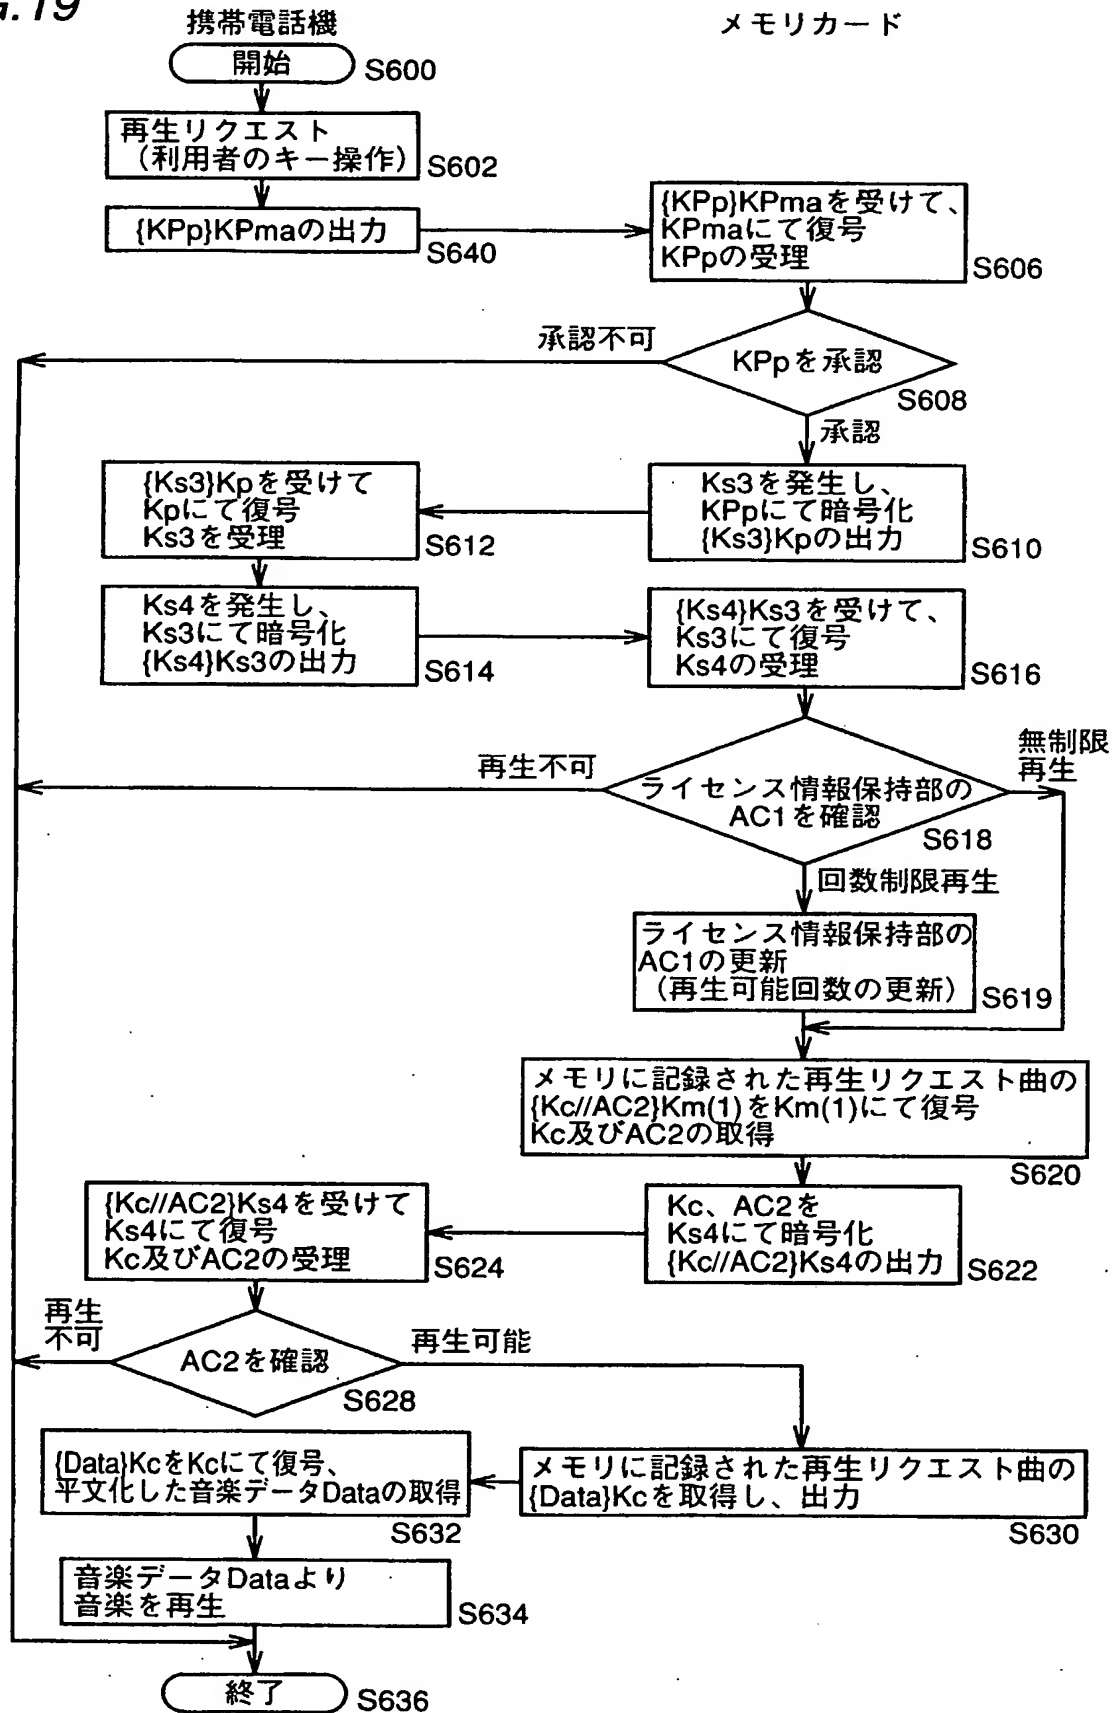 G.19
携帯電話機
メモリカード
開始
S600
再生リクエスト
（利用者のキー操作）
S602
{KPp}KPmaの出力
S640
{KPp}KPmaを受けて、
KPmaにて復号
KPpの受理
S606
承認不可
KPpを承認
S608
承認
Ks3を発生し、
KPpにて暗号化
{Ks3}Kpの出力
S610
{Ks3}Kpを受けて
Kpにて復号
Ks3を受理
S612
Ks4を発生し、
Ks3にて暗号化
{Ks4}Ks3の出力
S614
{Ks4}Ks3を受けて、
Ks3にて復号
Ks4の受理
S616
再生不可
無制限
再生
ライセンス情報保持部の
AC1を確認
S618
回数制限再生
ライセンス情報保持部の
AC1の更新
（再生可能回数の更新）
S619
メモリに記録された再生リクエスト曲の
{Kc//AC2}Km(1)をKm(1)にて復号
Kc及びAC2の取得
S620
Kc、AC2を
Ks4にて暗号化
{Kc//AC2}Ks4の出力
S622
{Kc//AC2}Ks4を受けて
Ks4にて復号
Kc及びAC2の受理
S624
再生
不可
AC2を確認
再生可能
S628
メモリに記録された再生リクエスト曲の
{Data}Kcを取得し、出力
S630
{Data}KcをKcにて復号、
平文化した音楽データDataの取得
S632
音楽データDataより
音楽を再生
S634
終了
S636